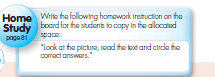 Home
Study
page 81
Write the following homework instruction on the
board for the students to copy in the allocated
space:
"Look at the picture, read the text and circle the
correct answers."